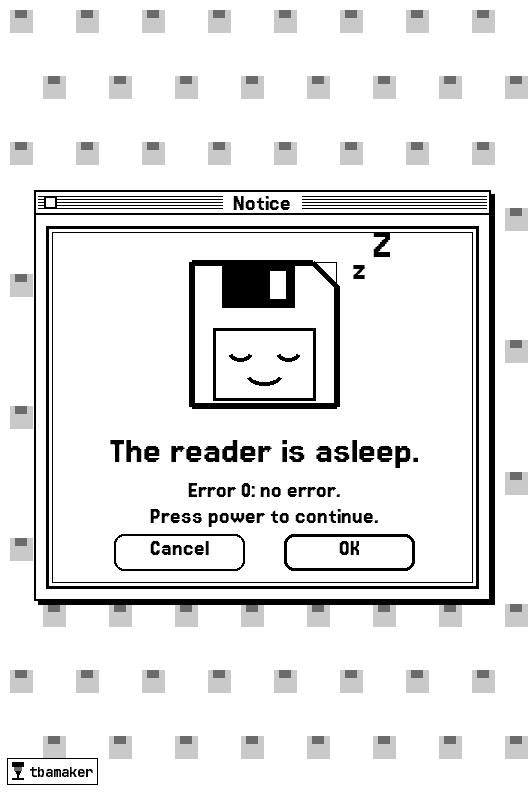 Notice
Z
z
The reader is asleep.
Error 0: no error.
Press power to continue.
Cancel
OK
tbamaker